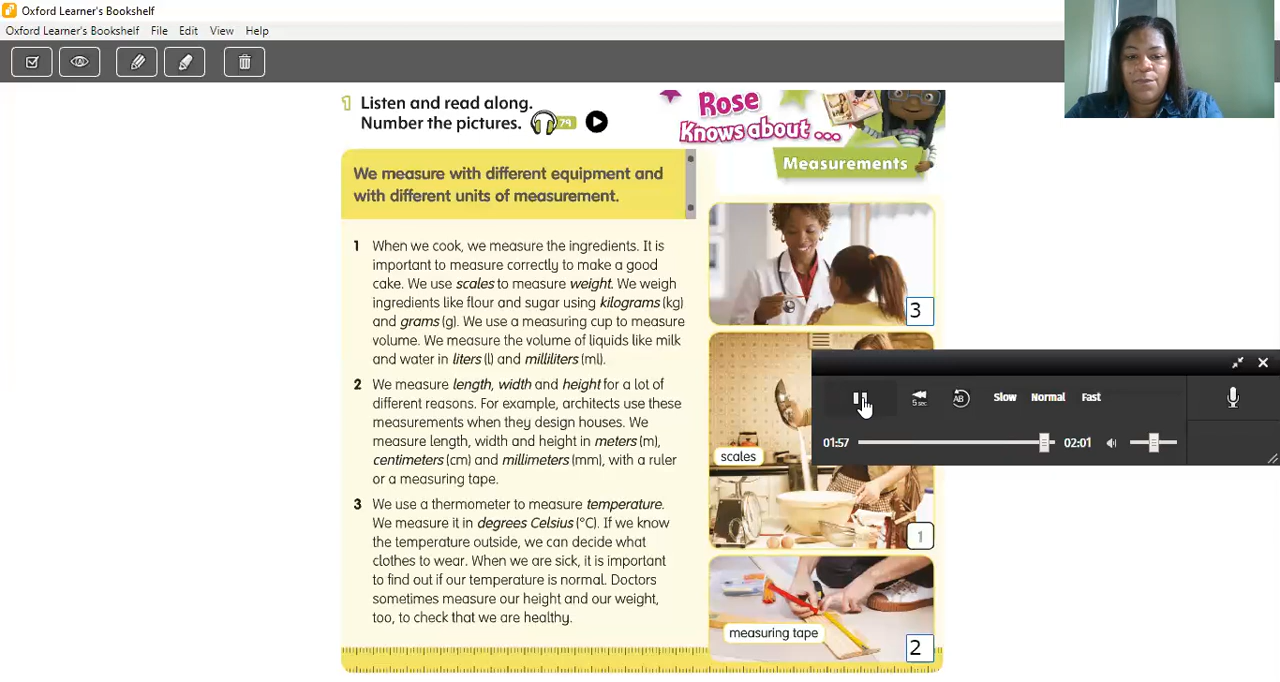 Oxford Learner's Bookshelf
Oxford Learner's Bookshelf File Edit View Help
1 Listen and read along.
Number the pictures. 79
Rose
Knows about ...
Measurements
We measure with different equipment and
with different units of measurement.
1 When we cook, we measure the ingredients. It is
important to measure correctly to make a good
cake. We use scales to measure weight. We weigh
ingredients like flour and sugar using kilograms (kg)
and grams (g). We use a measuring cup to measure
volume. We measure the volume of liquids like milk
and water in liters (l) and milliliters (ml).
2 We measure length, width and height for a lot of
different reasons. For example, architects use these
measurements when they design houses. We
measure length, width and height in meters (m),
centimeters (cm) and millimeters (mm), with a ruler
or a measuring tape.
3 We use a thermometer to measure temperature.
We measure it in degrees Celsius (°C). If we know
the temperature outside, we can decide what
clothes to wear. When we are sick, it is important
to find out if our temperature is normal. Doctors
sometimes measure our height and our weight,
too, to check that we are healthy.
3
scales
1
measuring tape
2
5 sec AB Slow Normal Fast
01:57 02:01